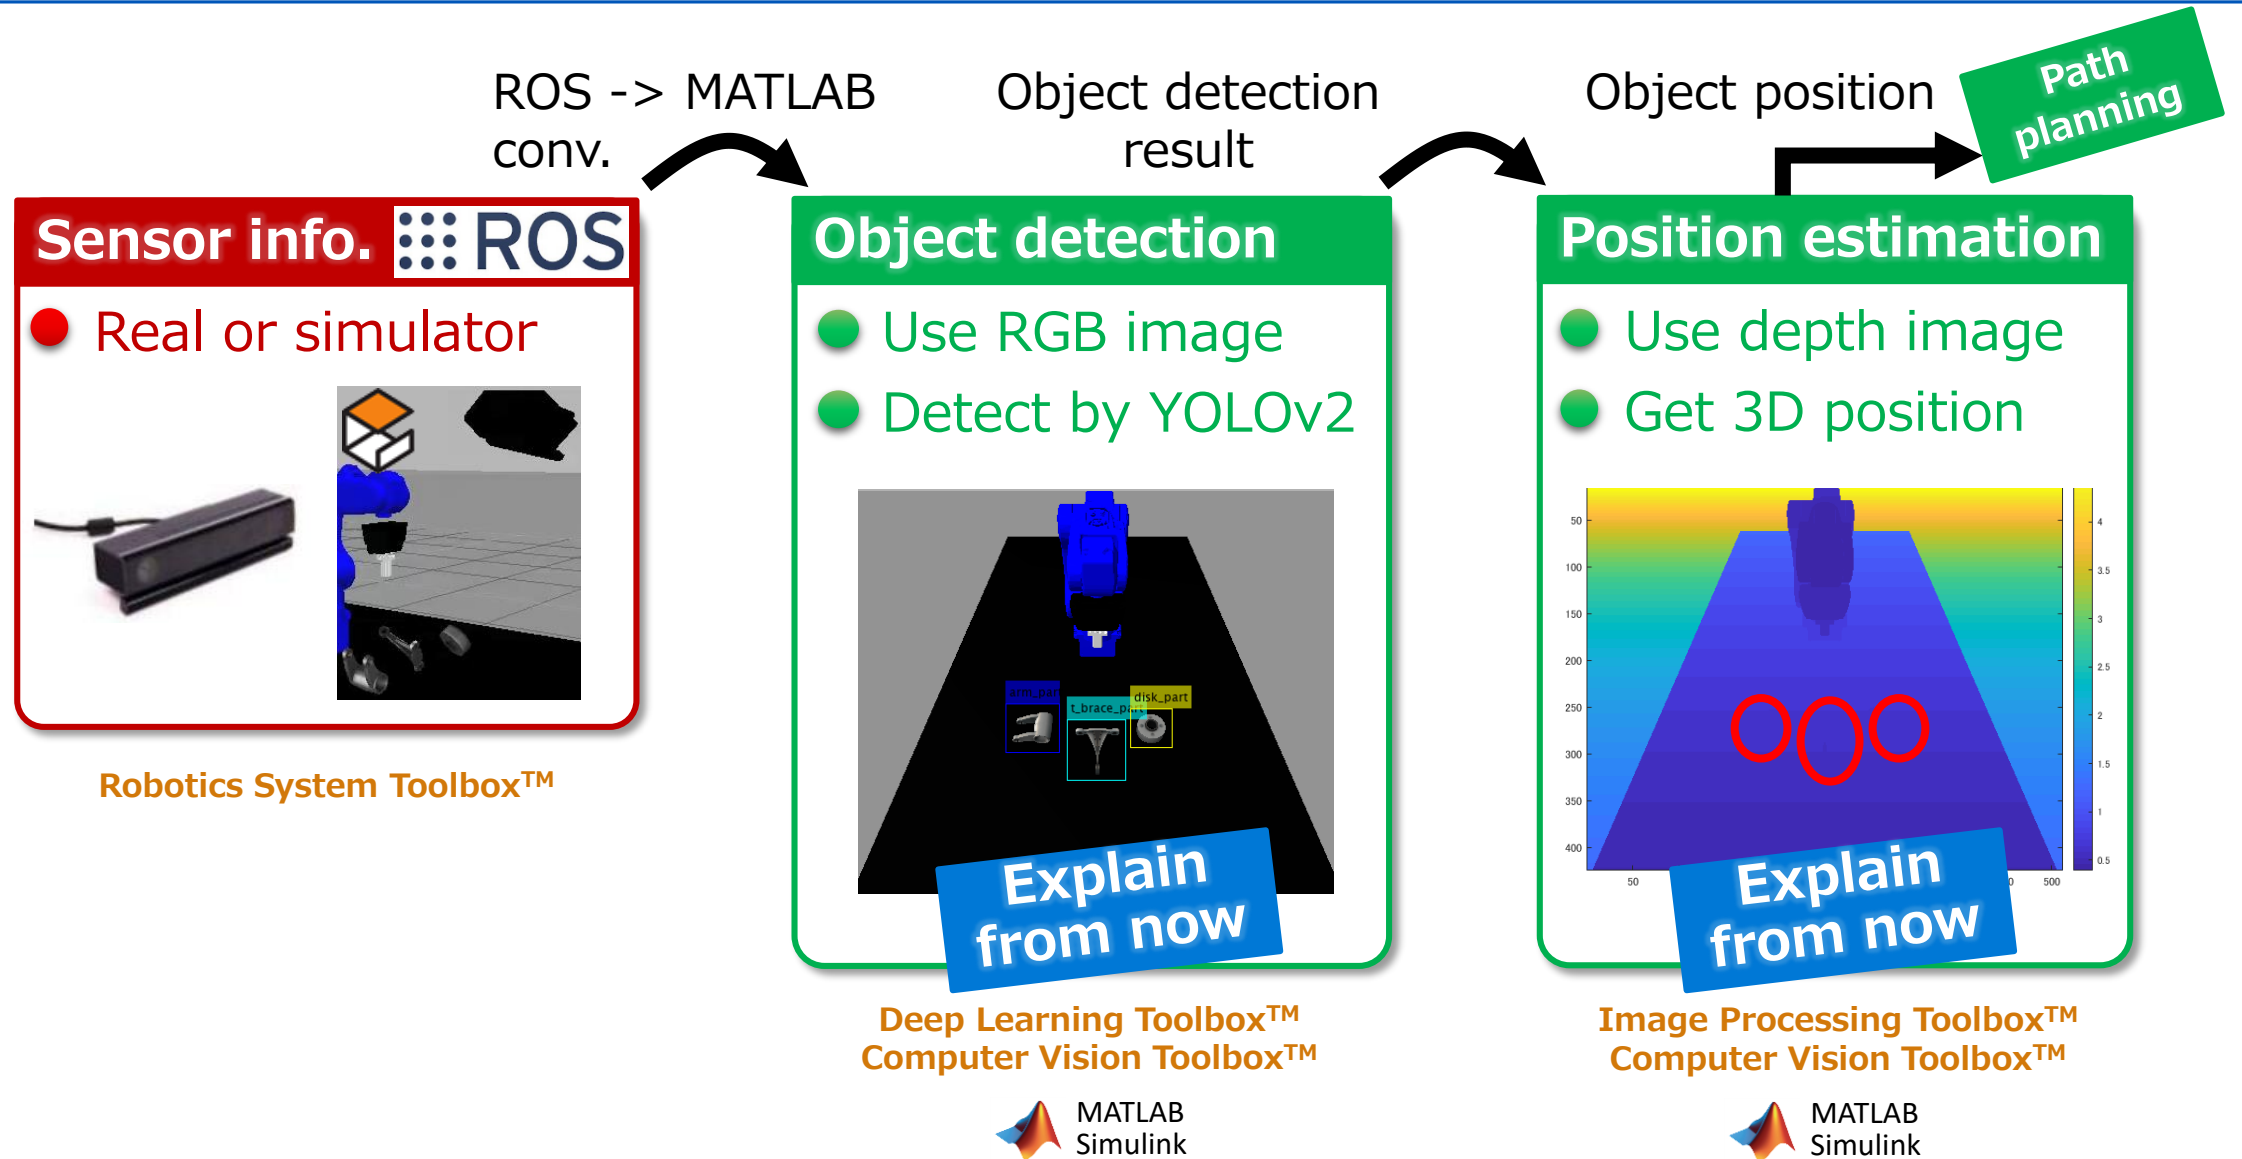 ROS -> MATLAB
conv.
Object detection
result
Object position
Path
planning
Sensor info.
ROS
Real or simulator
Robotics System Toolbox™
Object detection
Use RGB image
Detect by YOLOv2
arm_par
t_brace_part
disk_part
Explain
from now
Deep Learning Toolbox™
Computer Vision Toolbox™
MATLAB
Simulink
Position estimation
Use depth image
Get 3D position
50
100
150
200
250
300
350
400
50
500
4
3.5
3
2.5
2
1.5
1
0.5
Explain
from now
Image Processing Toolbox™
Computer Vision Toolbox™
MATLAB
Simulink